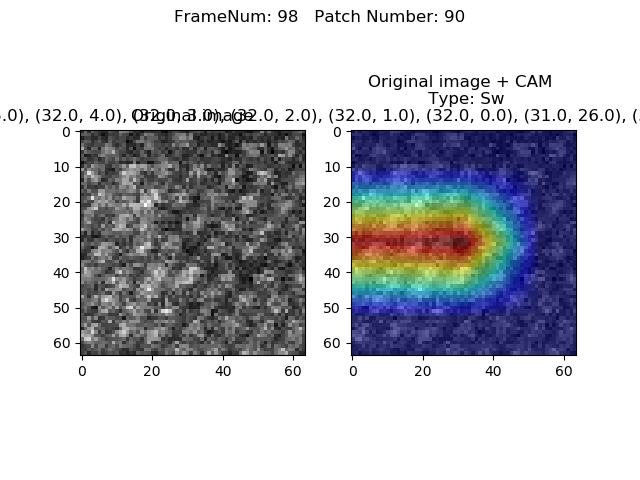 FrameNum: 98   Patch Number: 90
Original image + CAM
Type: Sw
.0), (32.0, 4.0), (32.0, 3.0), (32.0, 2.0), (32.0, 1.0), (32.0, 0.0), (31.0, 26.0), (
Original image
0
10
20
30
40
50
60
0 20 40 60
0
10
20
30
40
50
60
0 20 40 60